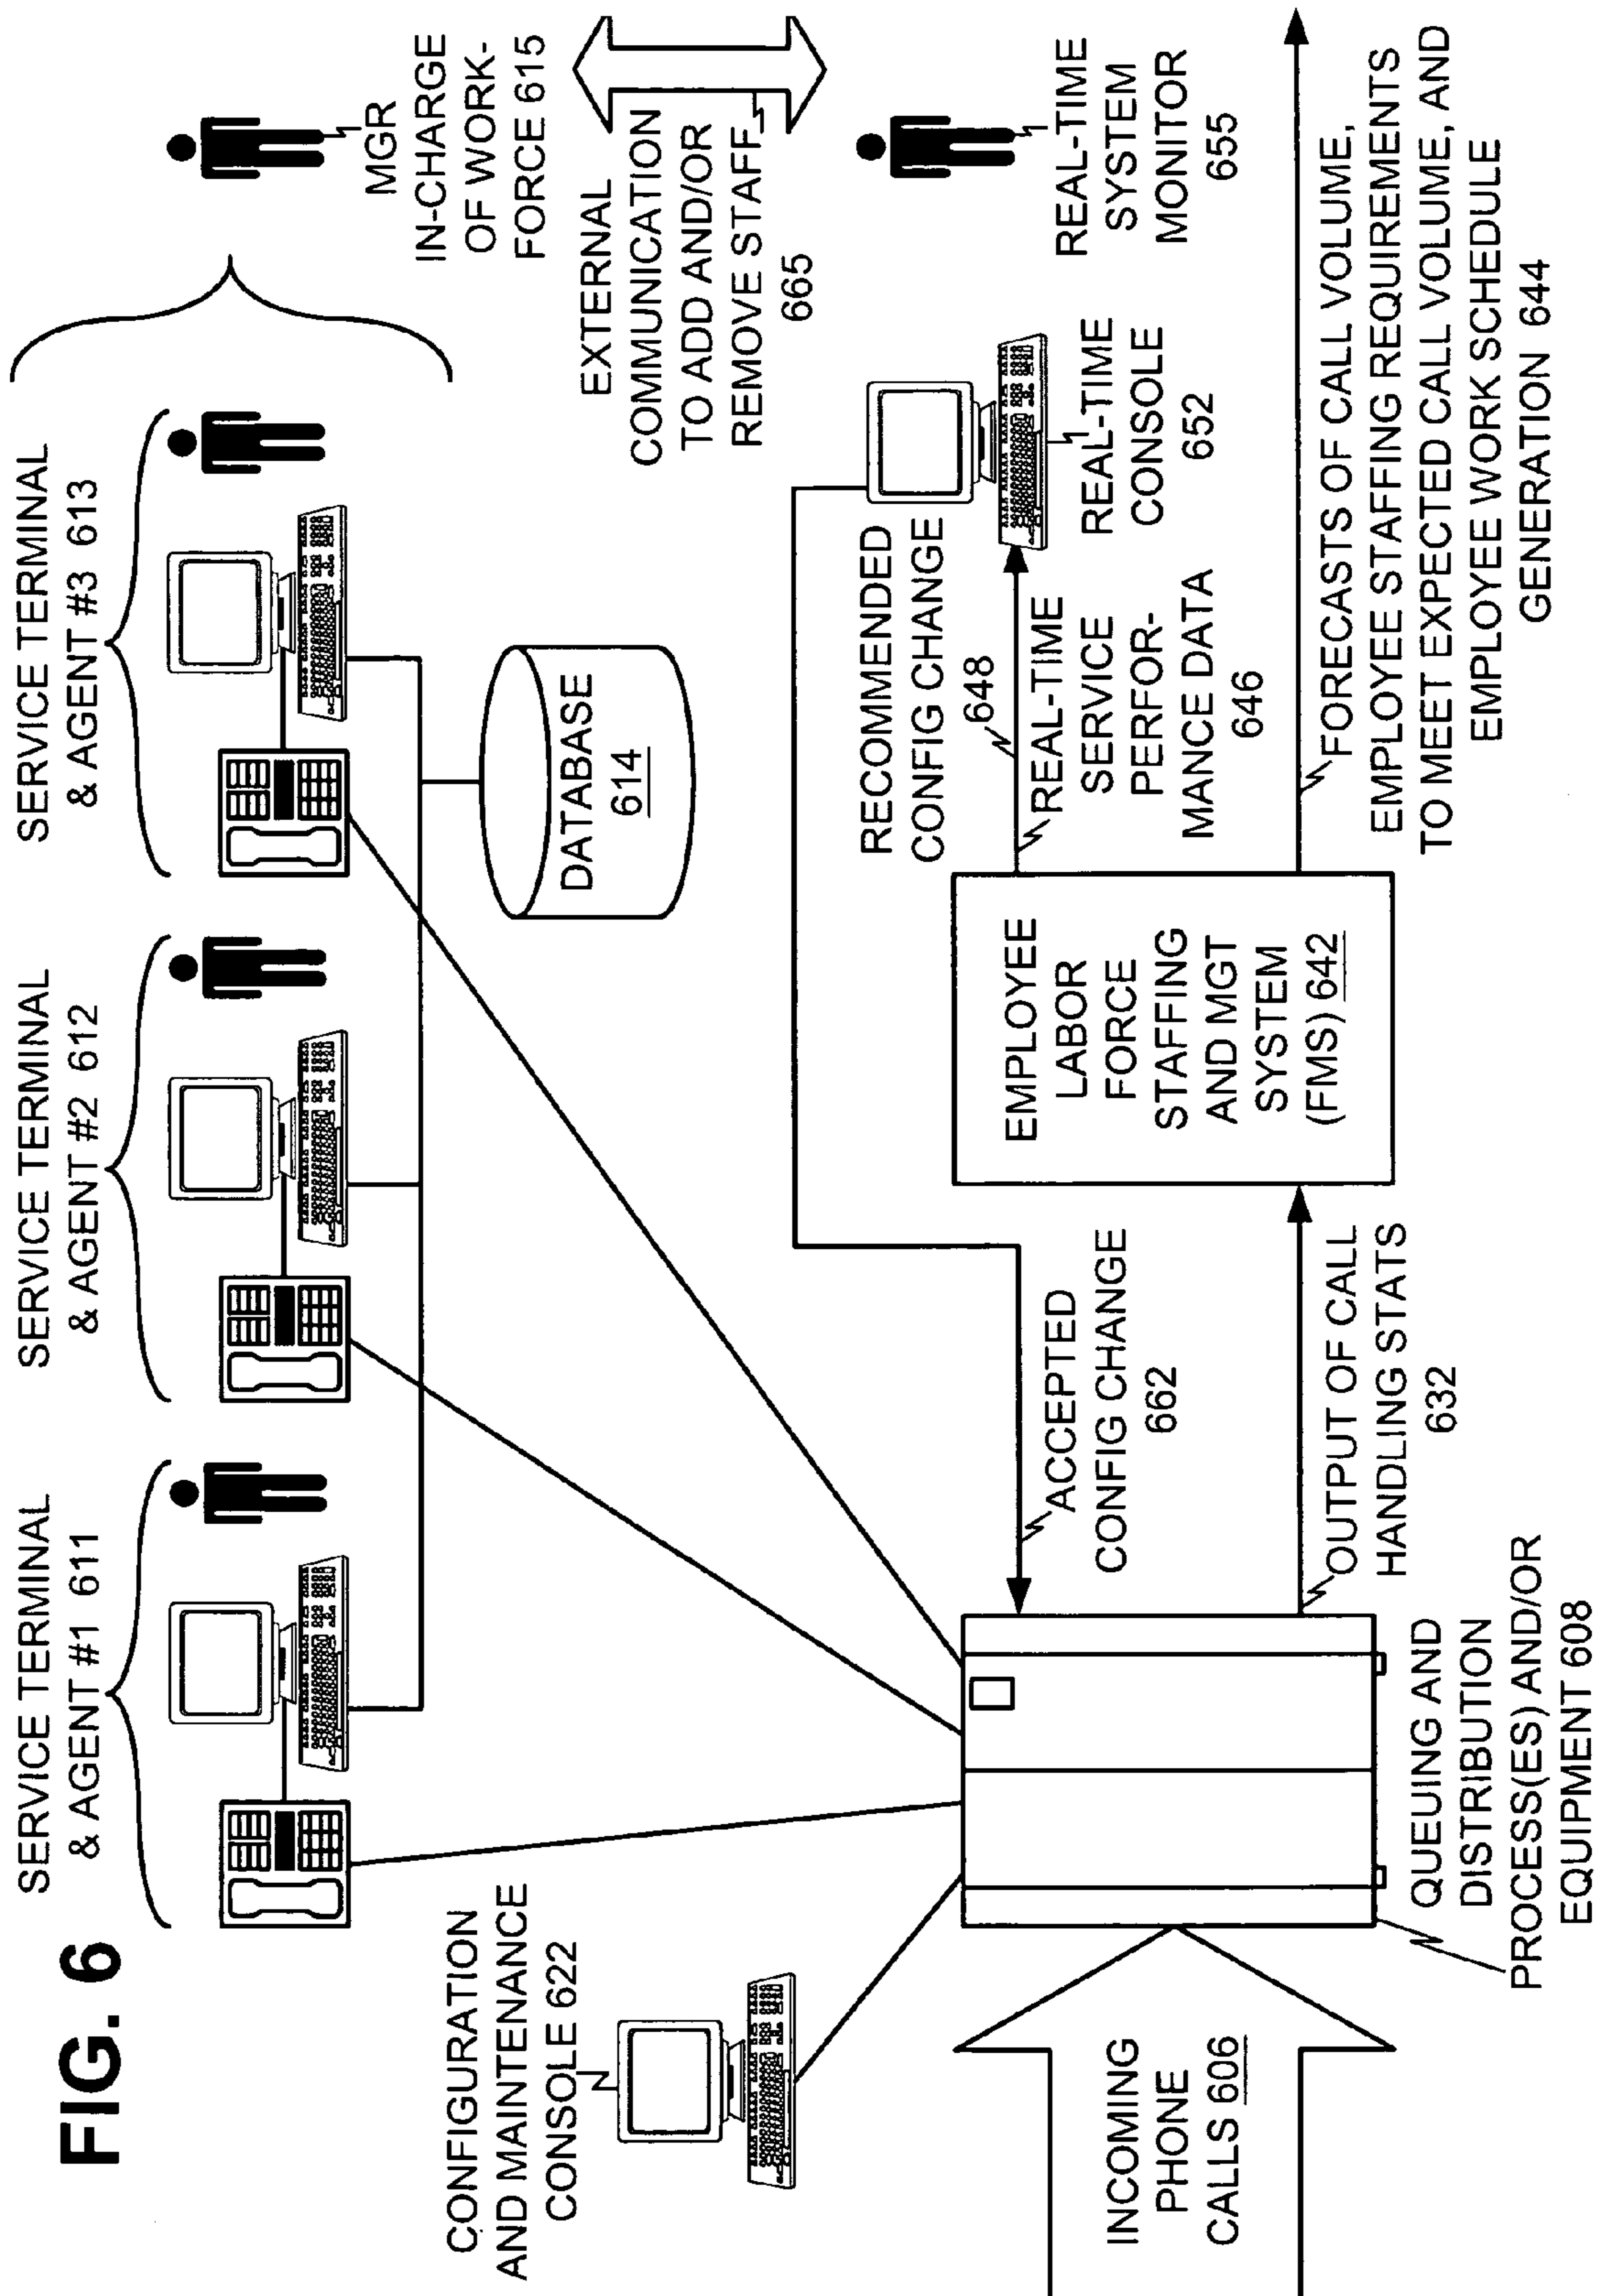 FIG. 6
SERVICE TERMINAL
& AGENT #1 611
SERVICE TERMINAL
& AGENT #2 612
SERVICE TERMINAL
& AGENT #3 613
MGR
IN-CHARGE
OF WORK-
FORCE 615
CONFIGURATION
AND MAINTENANCE
CONSOLE 622
DATABASE
614
EXTERNAL
COMMUNICATION
TO ADD AND/OR
REMOVE STAFF
665
RECOMMENDED
CONFIG CHANGE
648
REAL-TIME
SERVICE
PERFOR-
MANCE DATA
646
REAL-TIME
CONSOLE
652
REAL-TIME
SYSTEM
MONITOR
655
ACCEPTED
CONFIG CHANGE
662
INCOMING
PHONE
CALLS 606
EMPLOYEE
LABOR
FORCE
STAFFING
AND MGT
SYSTEM
(FMS) 642
OUTPUT OF CALL
HANDLING STATS
632
QUEUING AND
DISTRIBUTION
PROCESS(ES) AND/OR
EQUIPMENT 608
FORECASTS OF CALL VOLUME,
EMPLOYEE STAFFING REQUIREMENTS
TO MEET EXPECTED CALL VOLUME, AND
EMPLOYEE WORK SCHEDULE
GENERATION 644